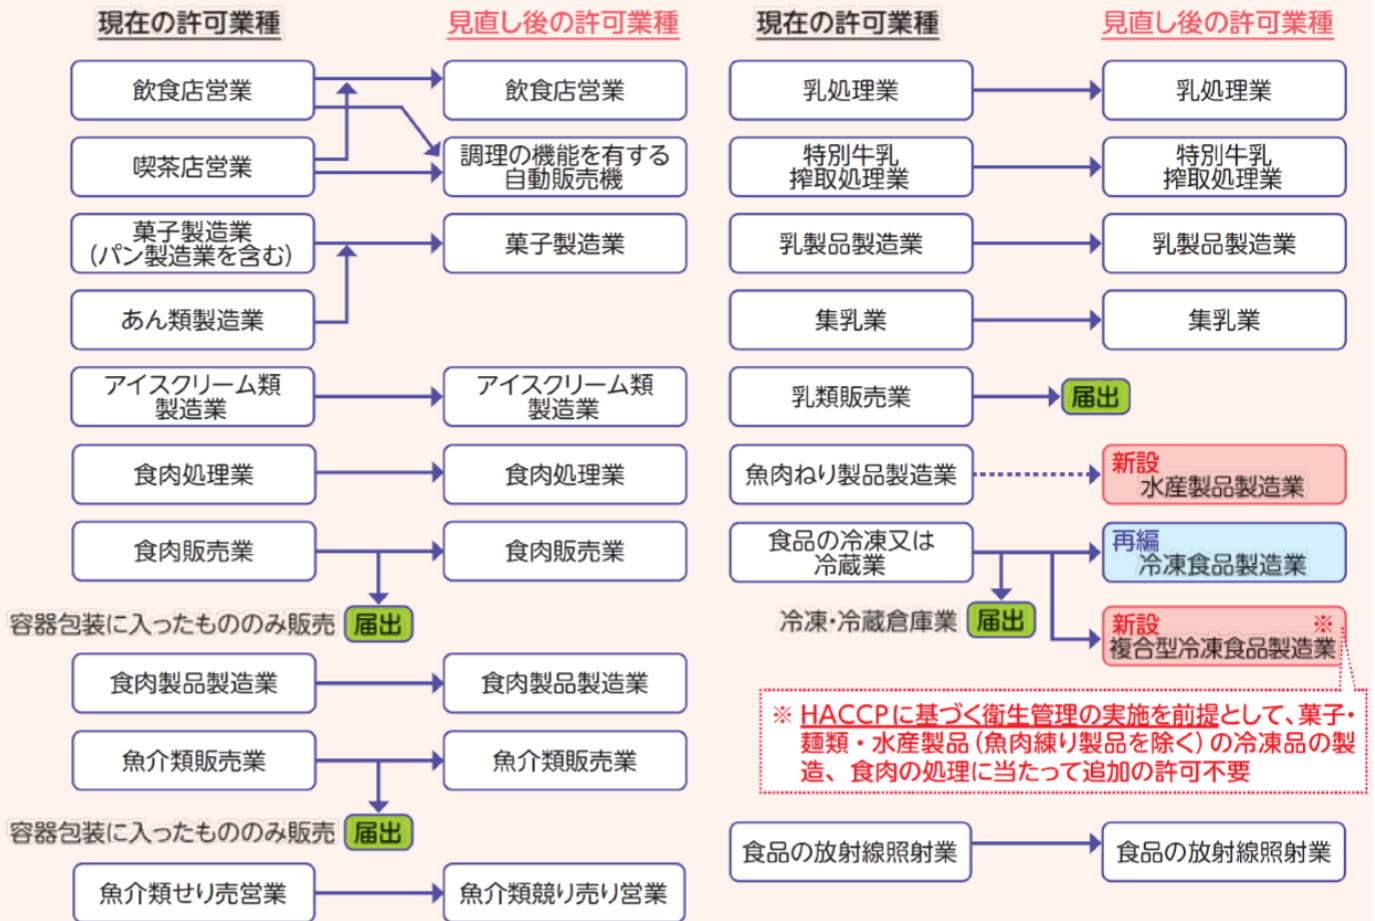 現在の許可業種
見直し後の許可業種
飲食店営業
飲食店営業
喫茶店営業
調理の機能を有する
自動販売機
菓子製造業
(パン製造業を含む)
菓子製造業
あん類製造業
アイスクリーム類
製造業
アイスクリーム類
製造業
食肉処理業
食肉処理業
食肉販売業
食肉販売業
容器包装に入ったもののみ販売 届出
食肉製品製造業
食肉製品製造業
魚介類販売業
魚介類販売業
容器包装に入ったもののみ販売 届出
魚介類せり売営業
魚介類競り売り営業
現在の許可業種
見直し後の許可業種
乳処理業
乳処理業
特別牛乳
搾取処理業
特別牛乳
搾取処理業
乳製品製造業
乳製品製造業
集乳業
集乳業
乳類販売業
届出
魚肉ねり製品製造業
新設
水産製品製造業
食品の冷凍又は
冷蔵業
再編
冷凍食品製造業
冷凍・冷蔵倉庫業 届出
新設 ※
複合型冷凍食品製造業
※ HACCPに基づく衛生管理の実施を前提として、菓子・
麺類・水産製品(魚肉練り製品を除く)の冷凍品の製
造、食肉の処理に当たって追加の許可不要
食品の放射線照射業
食品の放射線照射業